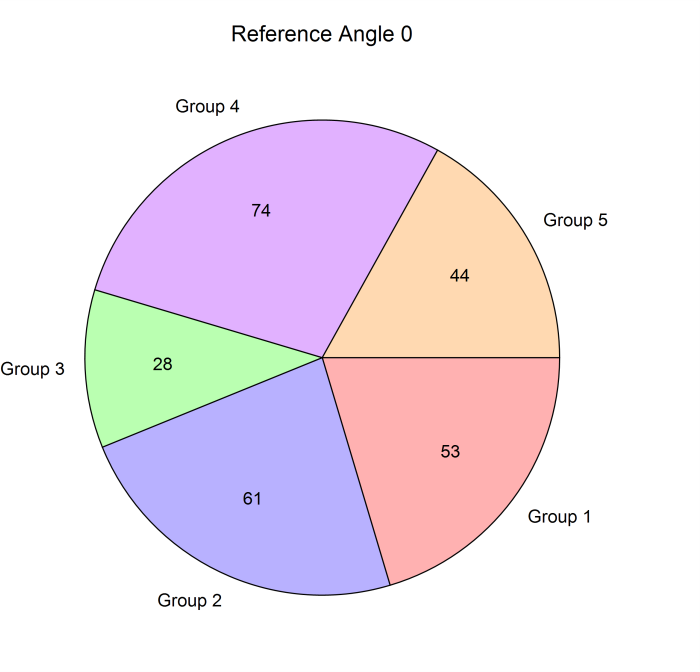 Reference Angle 0
Group 4
74
Group 5
44
Group 3
28
53
61
Group 1
Group 2